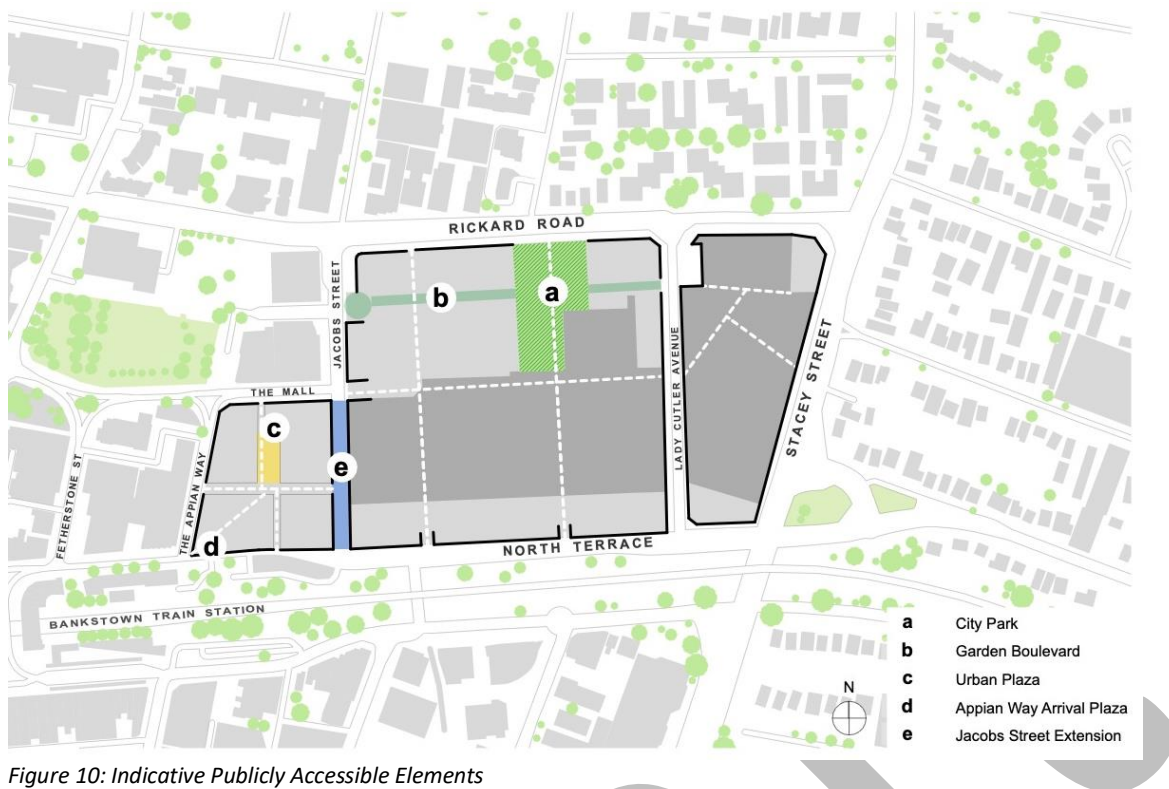 RICKARD ROAD
JACOBS STREET
b
a
LADY CUTLER AVENUE
STACEY STREET
THE MALL
c
e
FETHERSTONE ST
THE APPIAN WAY
d
NORTH TERRACE
BANKSTOWN TRAIN STATION
N
a City Park
b Garden Boulevard
c Urban Plaza
d Appian Way Arrival Plaza
e Jacobs Street Extension
Figure 10: Indicative Publicly Accessible Elements